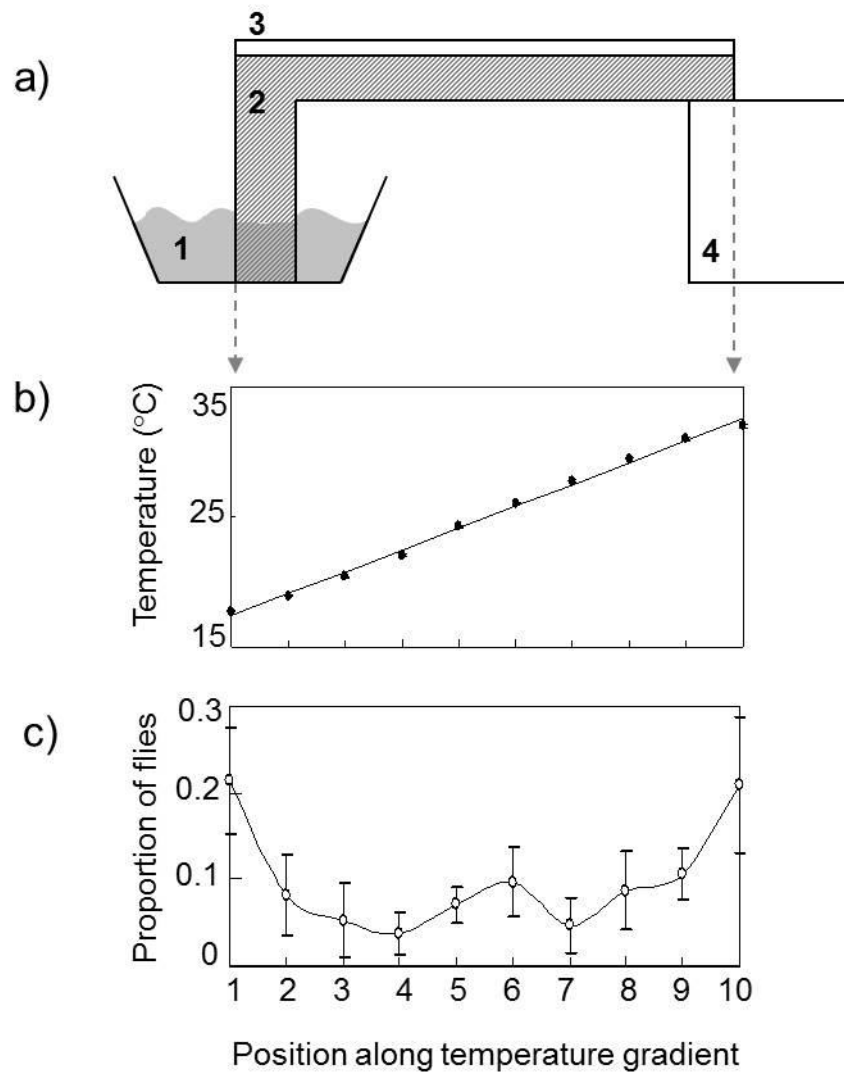 a)
3
2
1
4
b)
Temperature (°C)
35
25
15
c)
Proportion of flies
0.3
0.2
0.1
0
1 2 3 4 5 6 7 8 9 10
Position along temperature gradient